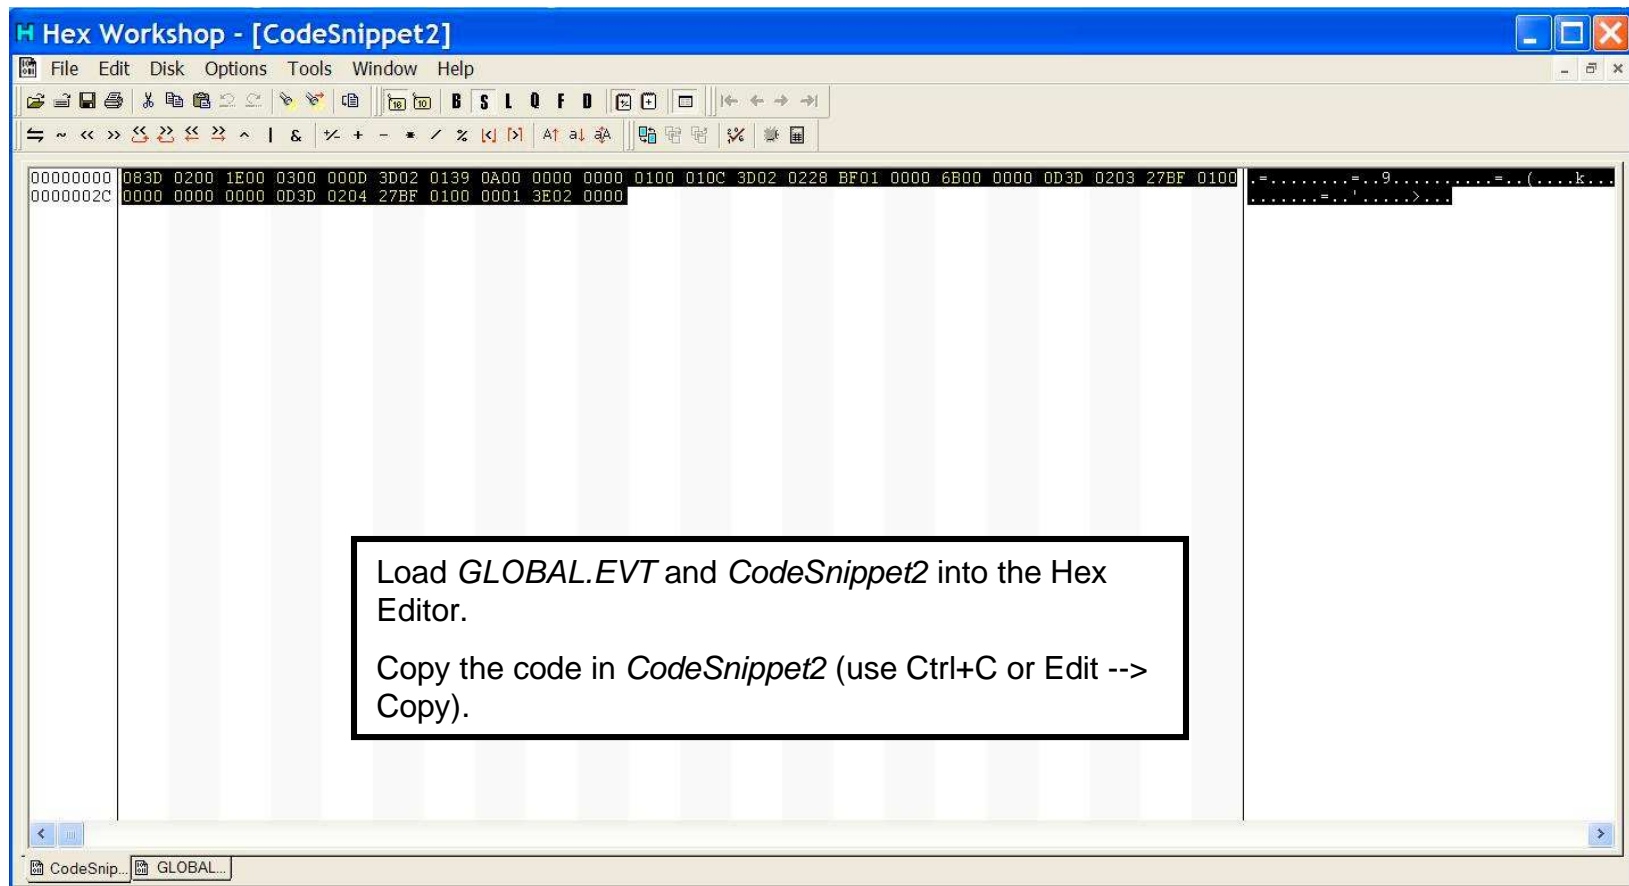 Hex Workshop - [CodeSnippet2]
File Edit Disk Options Tools Window Help
B S L Q F D
00000000 083D 0200 1E00 0300 000D 3D02 0139 0A00 0000 0000 0100 010C 3D02 0228 BF01 0000 6B00 0000 0D3D 0203 27BF 0100 .=........=..9..........=..(....k...
0000002C 0000 0000 0000 0D3D 0204 27BF 0100 0001 3E02 0000 .......=..'.....>...
Load GLOBAL.EVT and CodeSnippet2 into the Hex
Editor.
Copy the code in CodeSnippet2 (use Ctrl+C or Edit -->
Copy).
CodeSnip... GLOBAL...